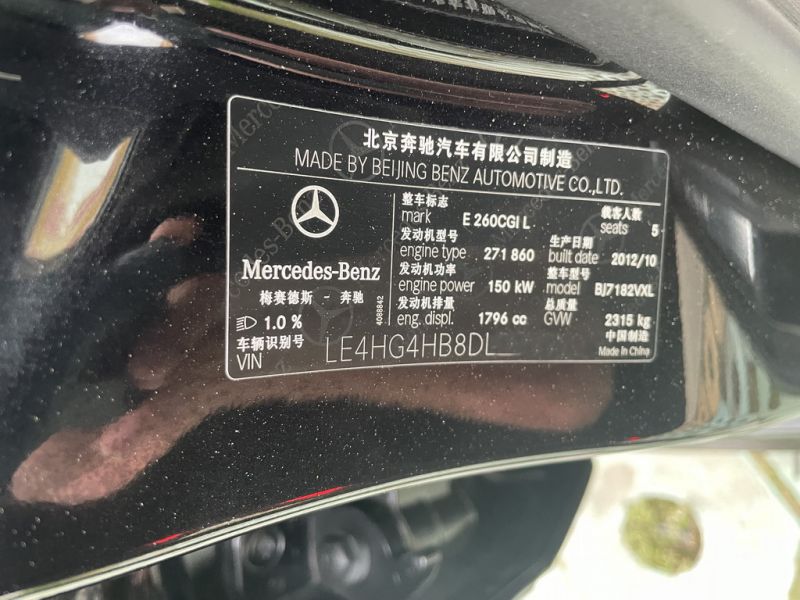 北京奔驰汽车有限公司制造
MADE BY BEIJING BENZ AUTOMOTIVE CO.,LTD.
Mercedes-Benz
梅赛德斯 - 奔驰
4088842
1.0 %
整车标志 载客人数
mark E 260CGI L seats 5
发动机型号 生产日期
engine type 271 860 built date 2012/10
发动机功率 整车型号
engine power 150 kW model BJ7182VXL
发动机排量 总质量
eng. displ. 1796 cc GVW 2315 kg
中国制造
Made in China
车辆识别号
VIN LE4HG4HB8DL